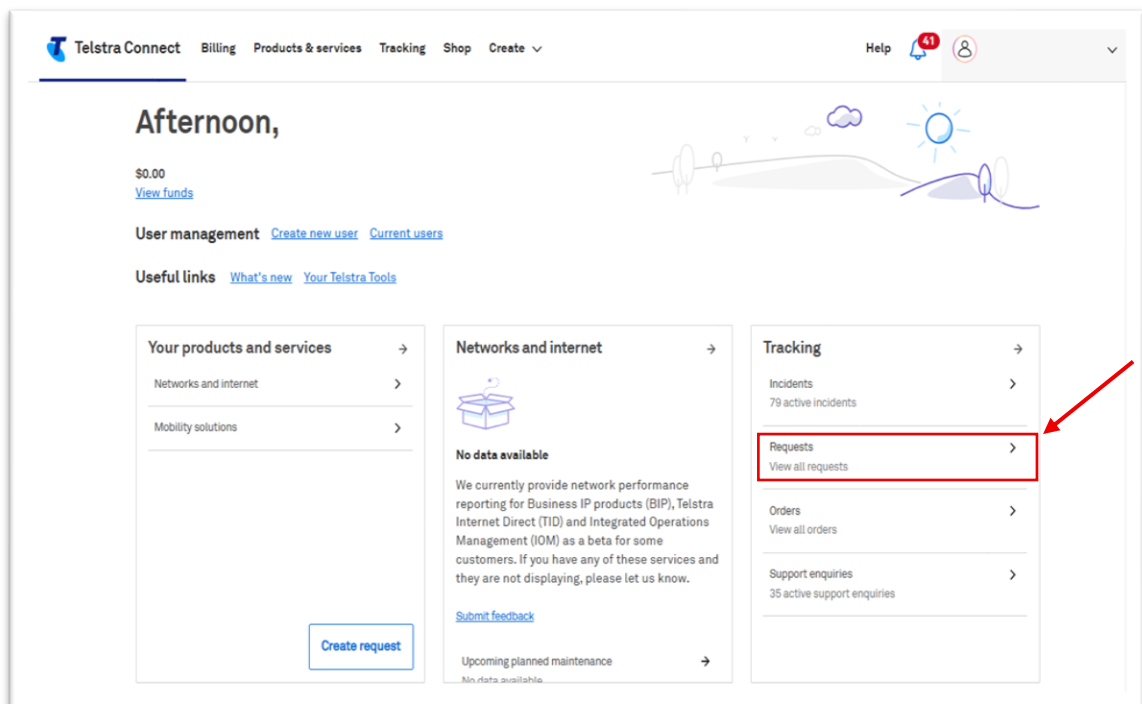 Telstra Connect Billing Products & services Tracking Shop Create Help 41
Afternoon,
$0.00
View funds
User management Create new user Current users
Useful links What's new Your Telstra Tools
Your products and services
Networks and internet
Mobility solutions
Create request
Networks and internet
No data available
We currently provide network performance
reporting for Business IP products (BIP), Telstra
Internet Direct (TID) and Integrated Operations
Management (IOM) as a beta for some
customers. If you have any of these services and
they are not displaying, please let us know.
Submit feedback
Upcoming planned maintenance
No data available
Tracking
Incidents
79 active incidents
Requests
View all requests
Orders
View all orders
Support enquiries
35 active support enquiries